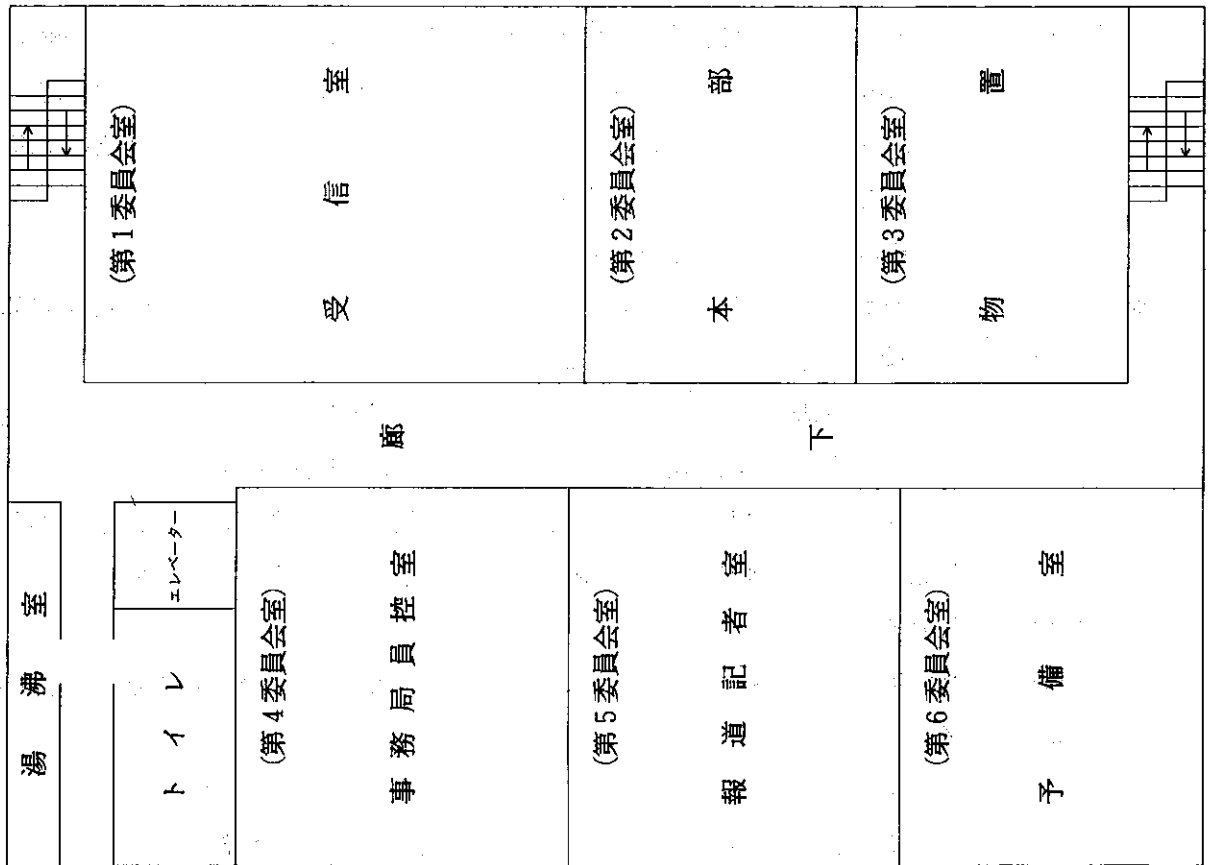 (第1委員会室)
受信室
(第2委員会室)
本部
(第3委員会室)
物置
廊下
湯沸室
トイレ
エレベーター
(第4委員会室)
事務局員控室
(第5委員会室)
報道記者室
(第6委員会室)
予備室